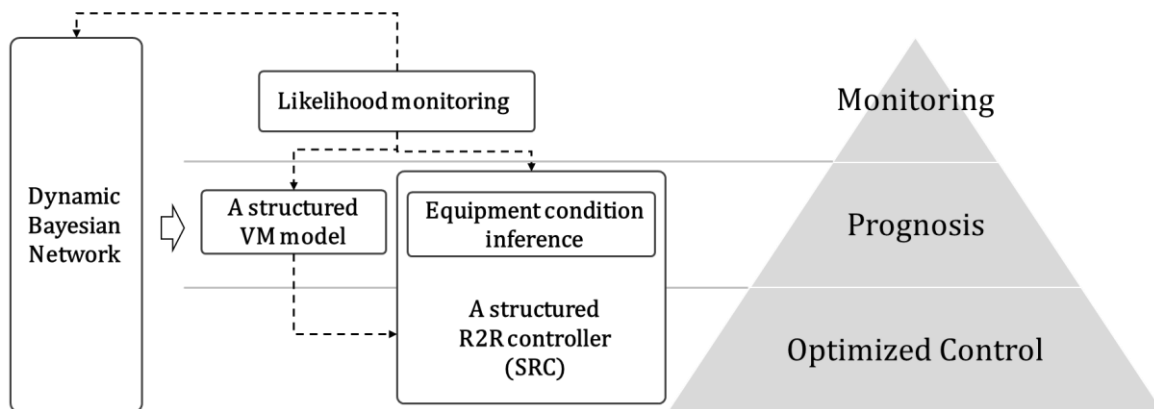 Likelihood monitoring
Monitoring
Dynamic
Bayesian
Network
A structured
VM model
Equipment condition
inference
Prognosis
A structured
R2R controller
(SRC)
Optimized Control